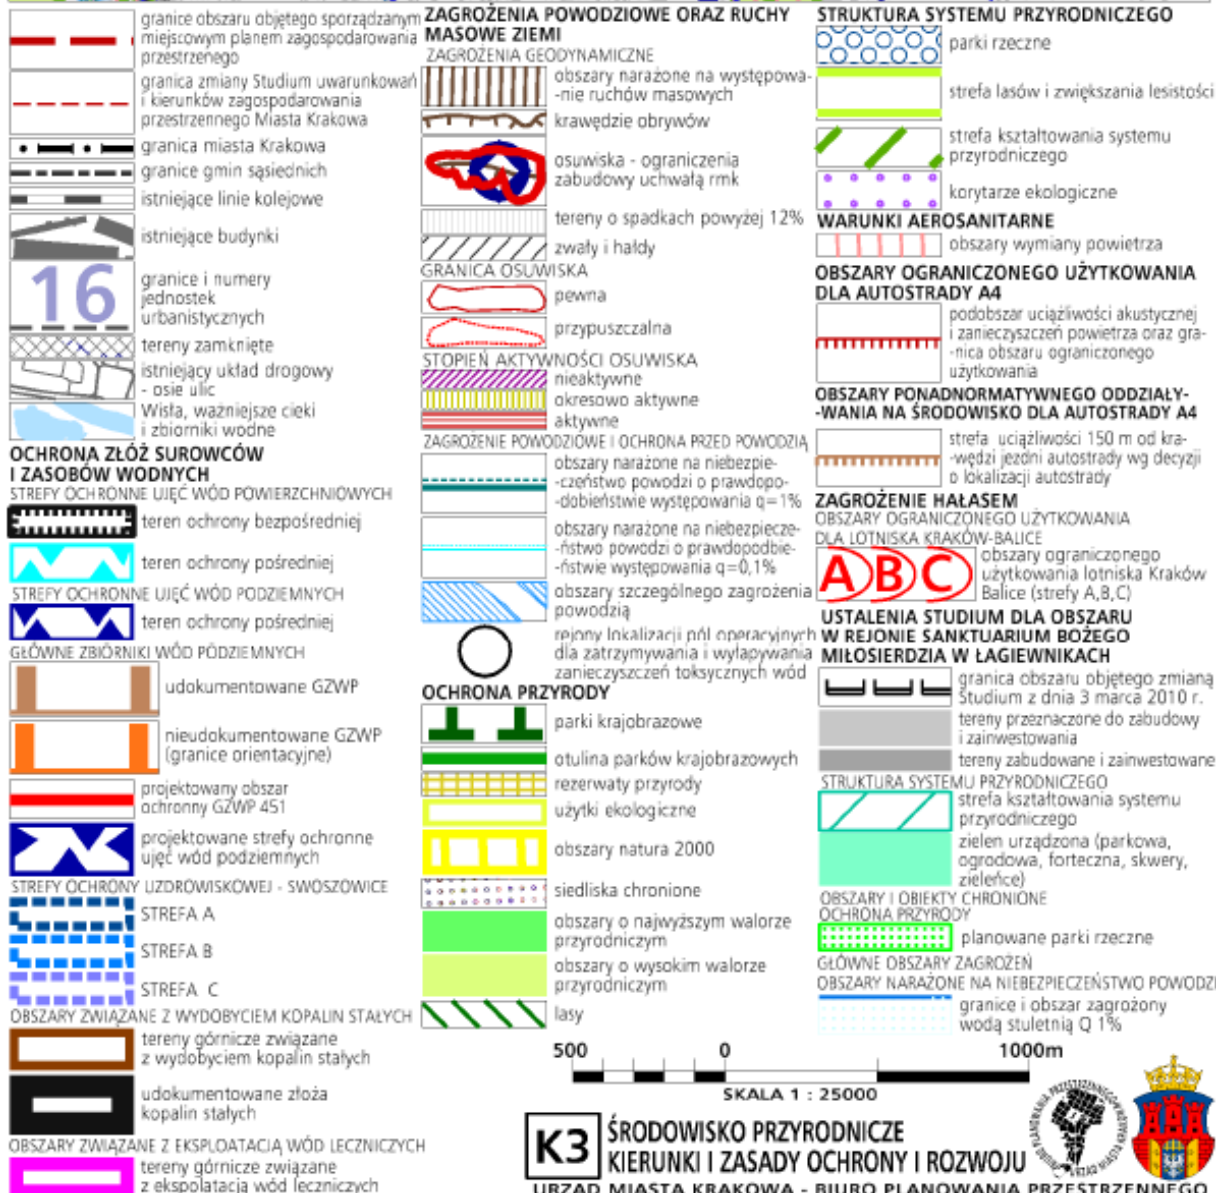 granice obszaru objętego sporządzanym
miejscowym planem zagospodarowania
przestrzenego
granica zmiany Studium uwarunkowań
i kierunków zagospodarowania
przestrzennego Miasta Krakowa
granica miasta Krakowa
granice gmin sąsiednich
istniejące linie kolejowe
istniejące budynki
16
granice i numery
jednostek
urbanistycznych
tereny zamknięte
istniejący układ drogowy
- osie ulic
Wisła, ważniejsze cieki
i zbiorniki wodne
OCHRONA ZŁÓŻ SUROWCÓW
I ZASOBÓW WODNYCH
STREFY OCHRONNE UJĘĆ WÓD POWIERZCHNIOWYCH
teren ochrony bezpośredniej
teren ochrony pośredniej
STREFY OCHRONNE UJĘĆ WÓD PODZIEMNYCH
teren ochrony pośredniej
GŁÓWNE ZBIÓRNIKI WÓD PÓDZIEMNYCH
udokumentowane GZWP
nieudokumentowane GZWP
(granice orientacyjne)
projektowany obszar
ochronny GZWP 451
projektowane strefy ochronne
ujęć wód podziemnych
STREFY OCHRONY UZDROWISKOWEJ - SWOSZOWICE
STREFA A
STREFA B
STREFA C
OBSZARY ZWIĄZANE Z WYDOBYCIEM KOPALIN STAŁYCH
tereny górnicze związane
z wydobyciem kopalin stałych
udokumentowane złoża
kopalin stałych
OBSZARY ZWIĄZANE Z EKSPLOATACJĄ WÓD LECZNICZYCH
tereny górnicze związane
z ekspolatacją wód leczniczych
ZAGROŻENIA POWODZIOWE ORAZ RUCHY
MASOWE ZIEMI
ZAGROŻENIA GEODYNAMICZNE
obszary narażone na występowa-
-nie ruchów masowych
krawędzie obrywów
osuwiska - ograniczenia
zabudowy uchwałą rmk
tereny o spadkach powyżej 12%
zwały i hałdy
GRANICA OSUWISKA
pewna
przypuszczalna
STOPIEŃ AKTYWNOŚCI OSUWISKA
nieaktywne
okresowo aktywne
aktywne
ZAGROŻENIE POWODZIOWE I OCHRONA PRZED POWODZIĄ
obszary narażone na niebezpie-
-czeństwo powodzi o prawdopo-
-dobieństwie występowania q=1%
obszary narażone na niebezpiecze-
-ństwo powodzi o prawdopodbie-
-ństwie występowania q=0,1%
obszary szczególnego zagrożenia
powodzią
rejony lokalizacji pól operacyjnych
dla zatrzymywania i wyłapywania
zanieczyszczeń toksycznych wód
OCHRONA PRZYRODY
parki krajobrazowe
otulina parków krajobrazowych
rezerwaty przyrody
użytki ekologiczne
obszary natura 2000
siedliska chronione
obszary o najwyższym walorze
przyrodniczym
obszary o wysokim walorze
przyrodniczym
lasy
STRUKTURA SYSTEMU PRZYRODNICZEGO
parki rzeczne
strefa lasów i zwiększania lesistości
strefa kształtowania systemu
przyrodniczego
korytarze ekologiczne
WARUNKI AEROSANITARNE
obszary wymiany powietrza
OBSZARY OGRANICZONEGO UŻYTKOWANIA
DLA AUTOSTRADY A4
podobszar uciążliwości akustycznej
i zanieczyszczeń powietrza oraz gra-
-nica obszaru ograniczonego
użytkowania
OBSZARY PONADNORMATYWNEGO ODDZIAŁY-
-WANIA NA ŚRODOWISKO DLA AUTOSTRADY A4
strefa uciążliwości 150 m od kra-
-wędzi jezdni autostrady wg decyzji
o lokalizacji autostrady
ZAGROŻENIE HAŁASEM
OBSZARY OGRANICZONEGO UŻYTKOWANIA
DLA LOTNISKA KRAKÓW-BALICE
A B C
obszary ograniczonego
użytkowania lotniska Kraków
Balice (strefy A,B,C)
USTALENIA STUDIUM DLA OBSZARU
W REJONIE SANKTUARIUM BOŻEGO
MIŁOSIERDZIA W ŁAGIEWNIKACH
granica obszaru objętego zmianą
Studium z dnia 3 marca 2010 r.
tereny przeznaczone do zabudowy
i zainwestowania
tereny zabudowane i zainwestowane
STRUKTURA SYSTEMU PRZYRODNICZEGO
strefa kształtowania systemu
przyrodniczego
zielen urządzona (parkowa,
ogrodowa, forteczna, skwery,
zieleńce)
OBSZARY I OBIEKTY CHRONIONE
OCHRONA PRZYRODY
planowane parki rzeczne
GŁÓWNE OBSZARY ZAGROŻEŃ
OBSZARY NARAŻONE NA NIEBEZPIECZEŃSTWO POWODZI
granice i obszar zagrożony
wodą stuletnią Q 1%
500 0 1000m
SKALA 1 : 25000
K3
ŚRODOWISKO PRZYRODNICZE
KIERUNKI I ZASADY OCHRONY I ROZWOJU
URZĄD MIASTA KRAKOWA - BIURO PLANOWANIA PRZESTRZENNEGO